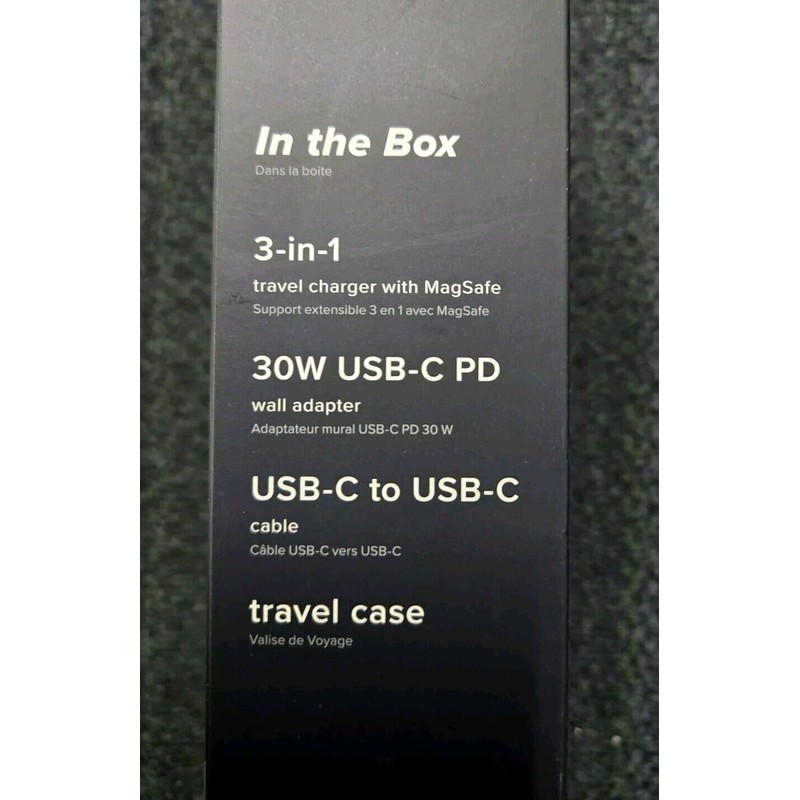 In the Box
Dans la boîte
3-in-1
travel charger with MagSafe
Support extensible 3 en 1 avec MagSafe
30W USB-C PD
wall adapter
Adaptateur mural USB-C PD 30 W
USB-C to USB-C
cable
Câble USB-C vers USB-C
travel case
Valise de Voyage